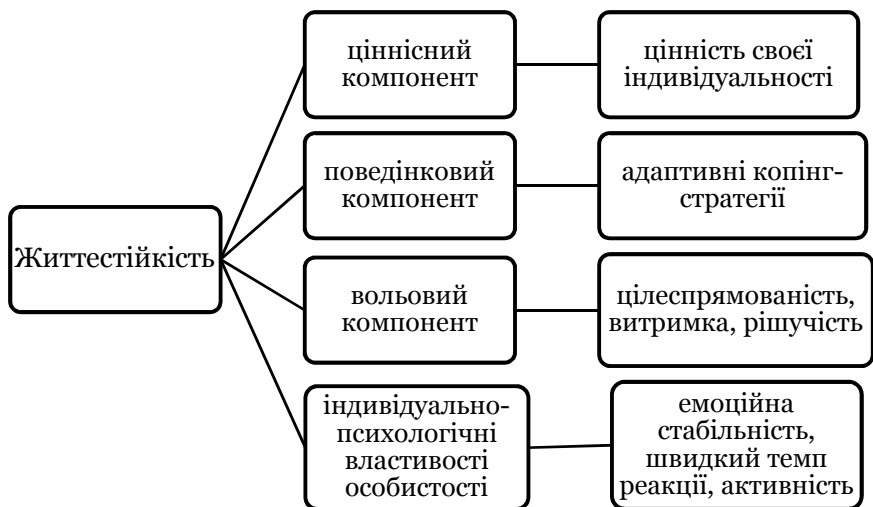 Життестійкість
ціннісний
компонент
цінність своєї
індивідуальності
поведінковий
компонент
адаптивні копінг-
стратегії
вольовий
компонент
цілеспрямованість,
витримка, рішучість
індивідуально-
психологічні
властивості
особистості
емоційна
стабільність,
швидкий темп
реакції, активність